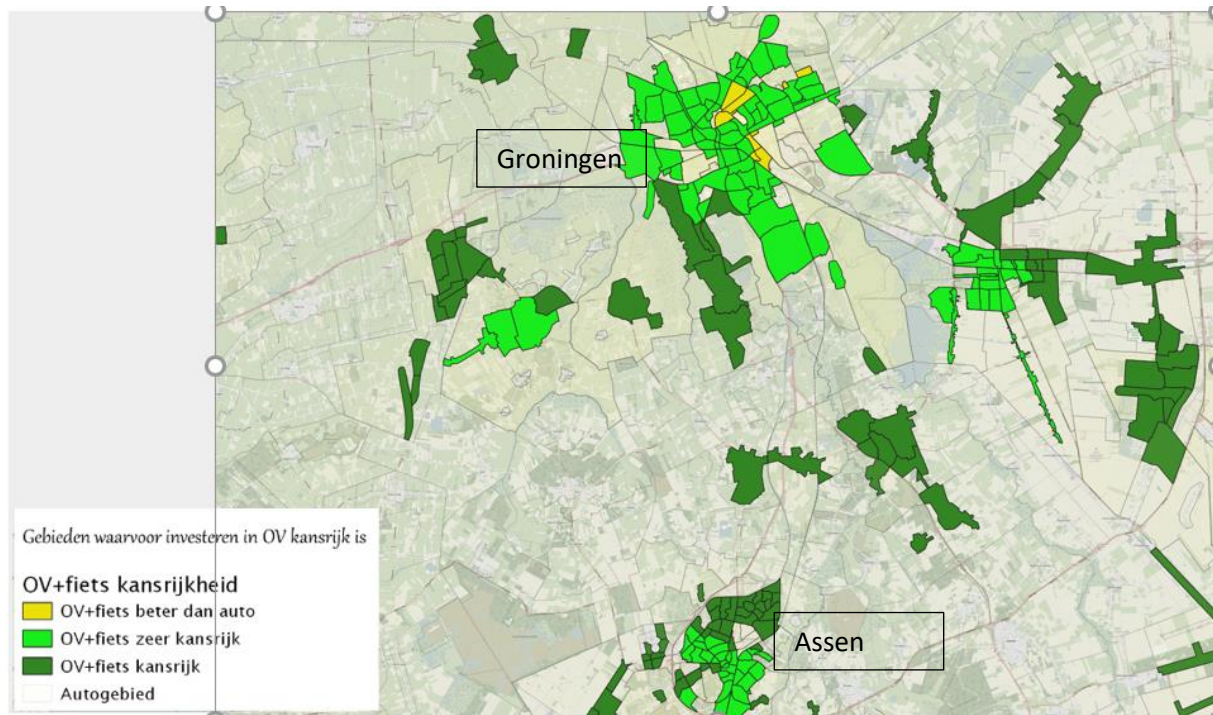 Groningen
Assen
Gebieden waarvoor investeren in OV kansrijk is
OV+fiets kansrijkheid
OV+fiets beter dan auto
OV+fiets zeer kansrijk
OV+fiets kansrijk
Autogebied